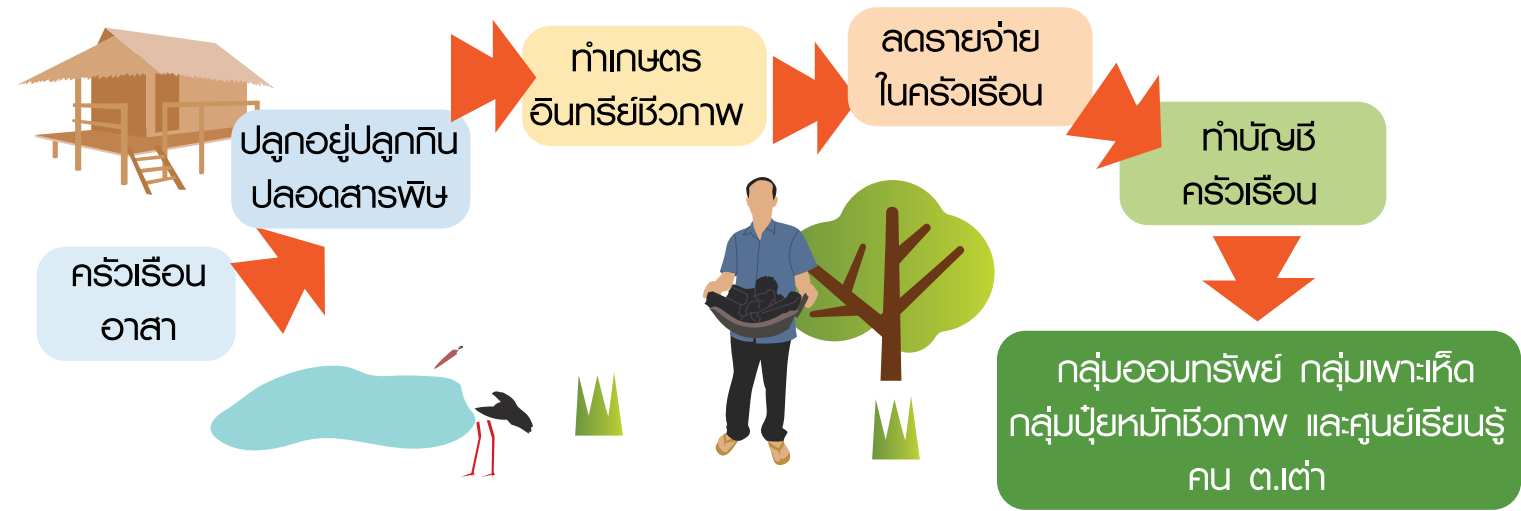 ครัวเรือน
อาสา
ปลูกอยู่ปลูกกิน
ปลอดสารพิษ
ทำเกษตร
อินทรีย์ชีวภาพ
ลดรายจ่าย
ในครัวเรือน
ทำบัญชี
ครัวเรือน
กลุ่มออมทรัพย์ กลุ่มเพาะเห็ด
กลุ่มปุ๋ยหมักชีวภาพ และศูนย์เรียนรู้
คน ต.เต่า